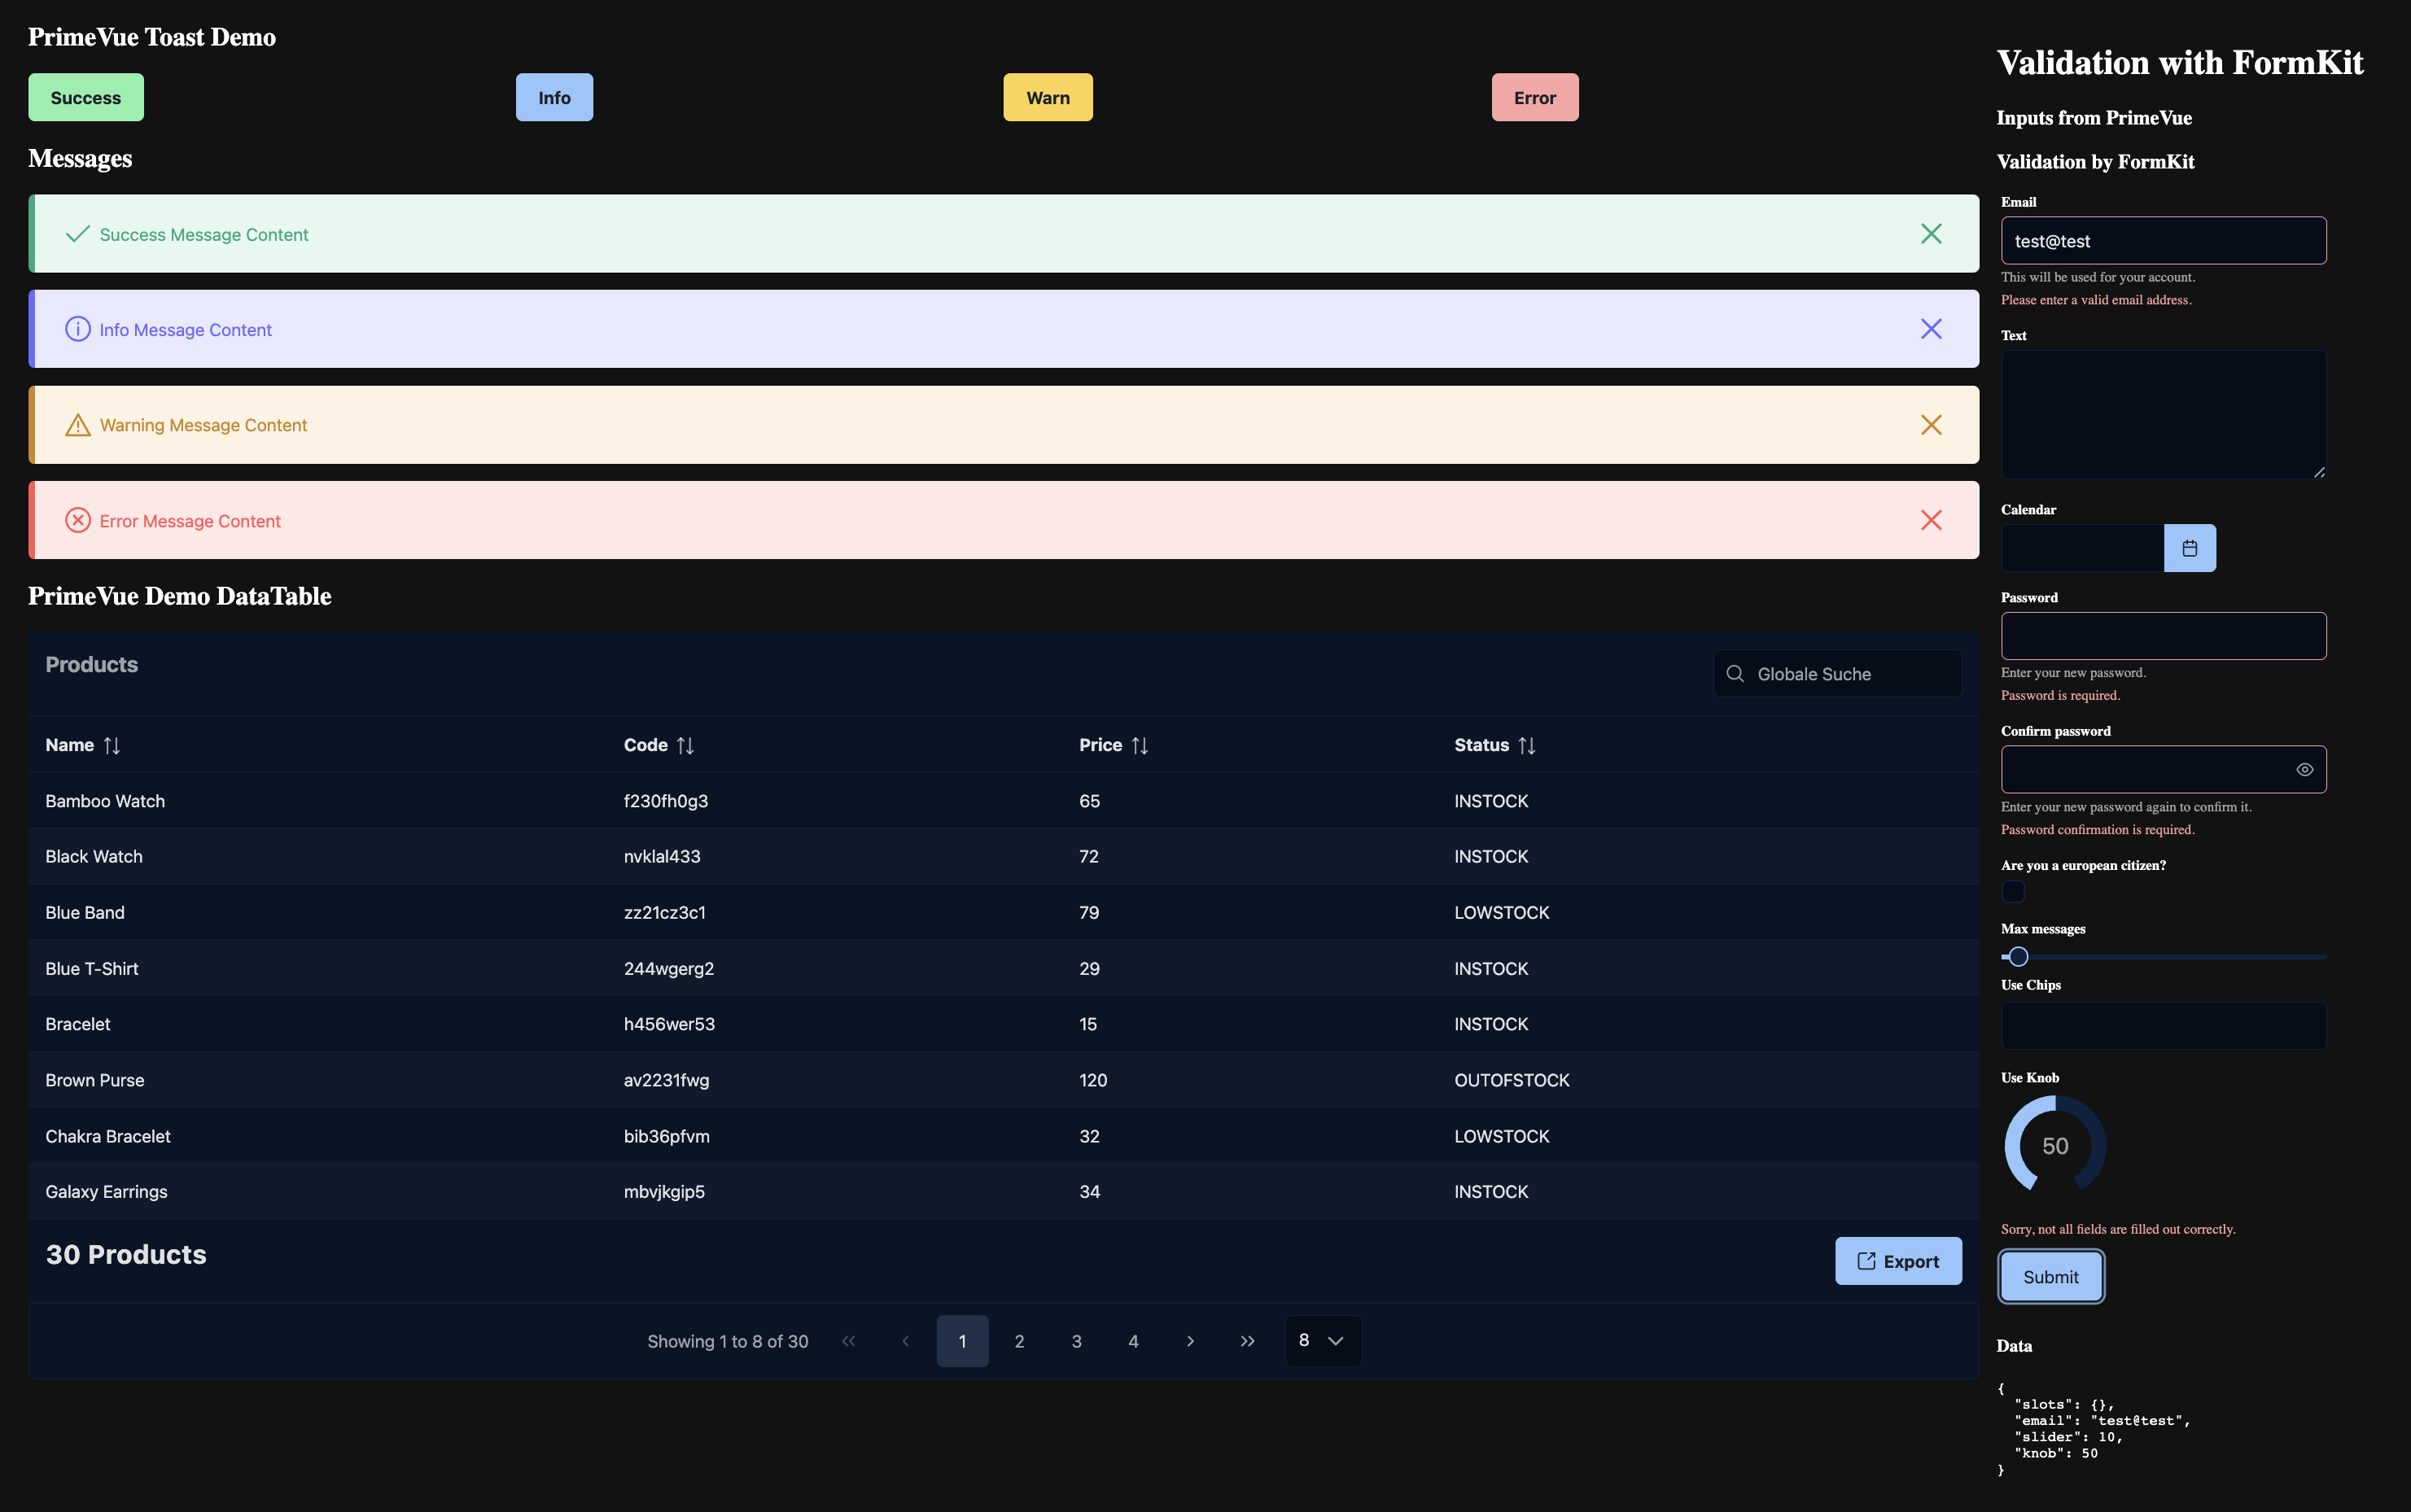 PrimeVue Toast Demo
Success Info Warn Error
Messages
Success Message Content
Info Message Content
Warning Message Content
Error Message Content
PrimeVue Demo DataTable
Products Globale Suche
Name Code Price Status
Bamboo Watch f230fh0g3 65 INSTOCK
Black Watch nvklal433 72 INSTOCK
Blue Band zz21cz3c1 79 LOWSTOCK
Blue T-Shirt 244wgerg2 29 INSTOCK
Bracelet h456wer53 15 INSTOCK
Brown Purse av2231fwg 120 OUTOFSTOCK
Chakra Bracelet bib36pfvm 32 LOWSTOCK
Galaxy Earrings mbvjkgip5 34 INSTOCK
30 Products Export
Showing 1 to 8 of 30 1 2 3 4 8
Validation with FormKit
Inputs from PrimeVue
Validation by FormKit
Email
test@test
This will be used for your account.
Please enter a valid email address.
Text
Calendar
Password
Enter your new password.
Password is required.
Confirm password
Enter your new password again to confirm it.
Password confirmation is required.
Are you a european citizen?
Max messages
Use Chips
Use Knob
50
Sorry, not all fields are filled out correctly.
Submit
Data
{
"slots": {},
"email": "test@test",
"slider": 10,
"knob": 50
}